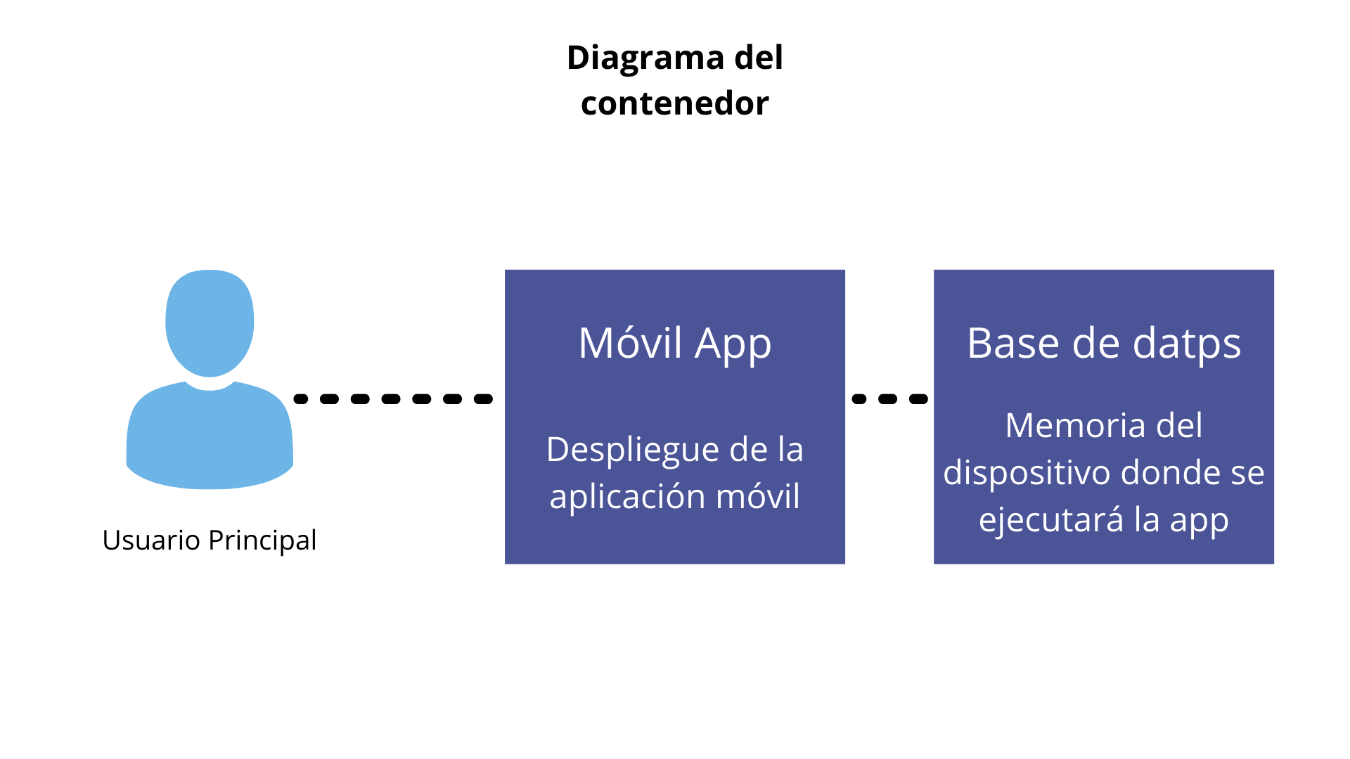 Diagrama del
contenedor
Móvil App
Despliegue de la
aplicación móvil
Base de datps
Memoria del
dispositivo donde se
ejecutará la app
Usuario Principal